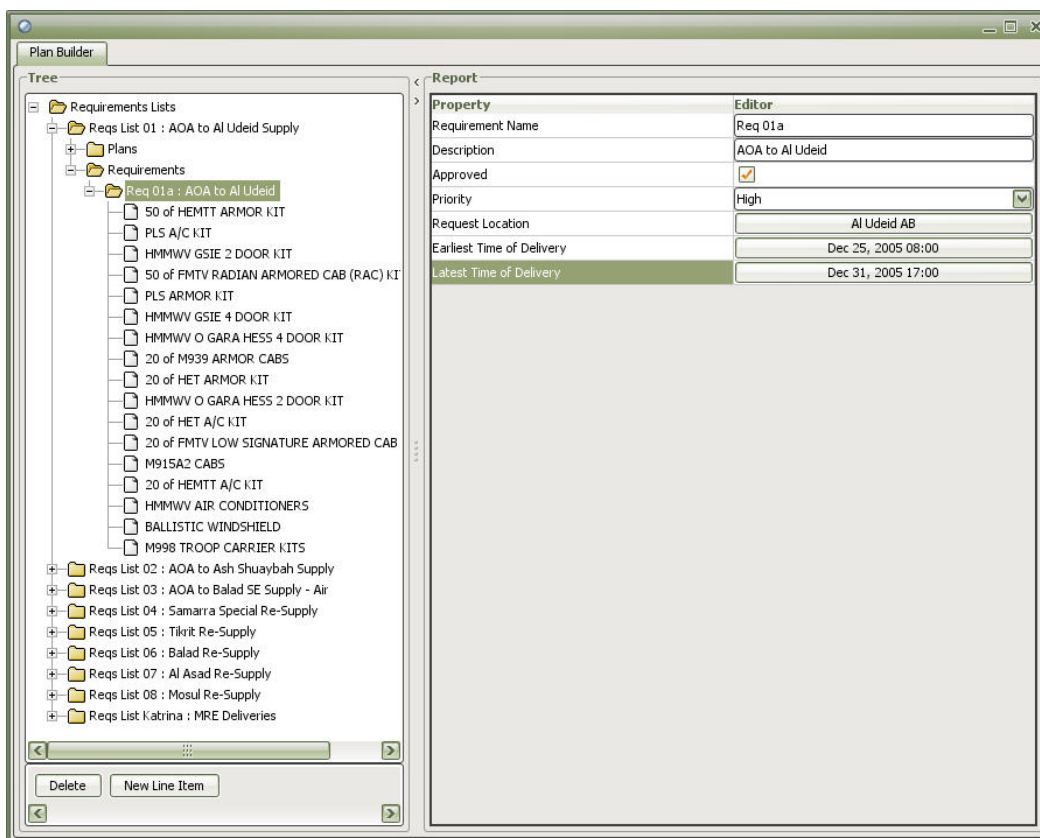 Plan Builder
Tree
Requirements Lists
Reqs List 01 : AOA to Al Udeid Supply
Plans
Requirements
Req 01a : AOA to Al Udeid
50 of HEMTT ARMOR KIT
PLS A/C KIT
HMMWV GSIE 2 DOOR KIT
50 of FMTV RADIAN ARMORED CAB (RAC) KI
PLS ARMOR KIT
HMMWV GSIE 4 DOOR KIT
HMMWV O GARA HESS 4 DOOR KIT
20 of M939 ARMOR CABS
20 of HET ARMOR KIT
HMMWV O GARA HESS 2 DOOR KIT
20 of HET A/C KIT
20 of FMTV LOW SIGNATURE ARMORED CAB
M915A2 CABS
20 of HEMTT A/C KIT
HMMWV AIR CONDITIONERS
BALLISTIC WINDSHIELD
M998 TROOP CARRIER KITS
Reqs List 02 : AOA to Ash Shuaybah Supply
Reqs List 03 : AOA to Balad SE Supply - Air
Reqs List 04 : Samarra Special Re-Supply
Reqs List 05 : Tikrit Re-Supply
Reqs List 06 : Balad Re-Supply
Reqs List 07 : Al Asad Re-Supply
Reqs List 08 : Mosul Re-Supply
Reqs List Katrina : MRE Deliveries
Delete New Line Item
Report
Property Editor
Requirement Name Req 01a
Description AOA to Al Udeid
Approved
Priority High
Request Location Al Udeid AB
Earliest Time of Delivery Dec 25, 2005 08:00
Latest Time of Delivery Dec 31, 2005 17:00